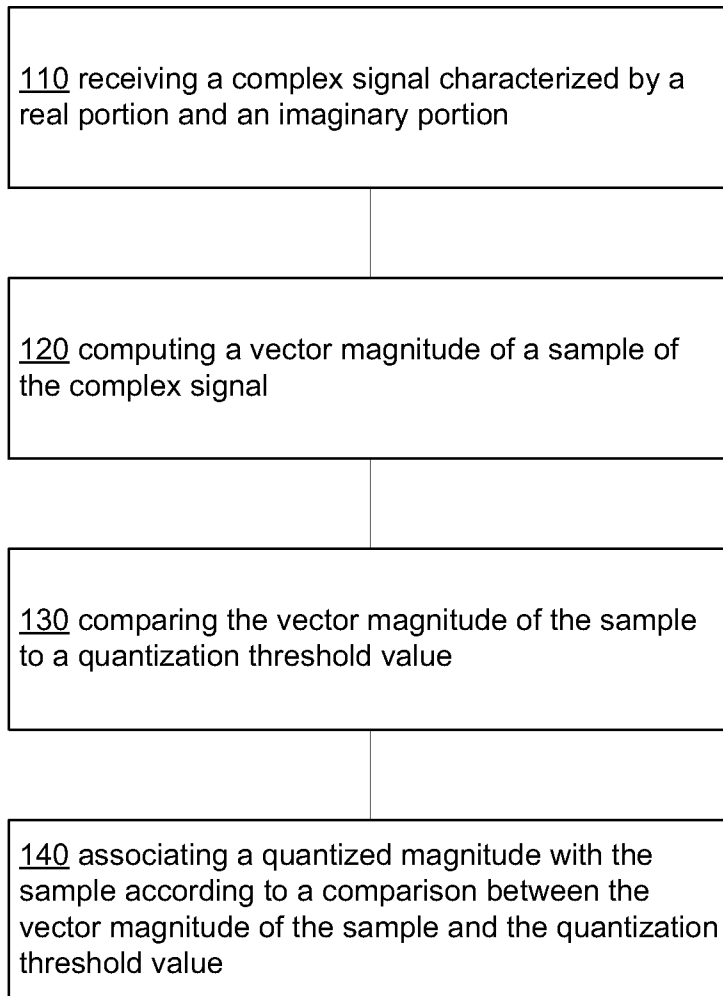 110 receiving a complex signal characterized by a
real portion and an imaginary portion
120 computing a vector magnitude of a sample of
the complex signal
130 comparing the vector magnitude of the sample
to a quantization threshold value
140 associating a quantized magnitude with the
sample according to a comparison between the
vector magnitude of the sample and the quantization
threshold value